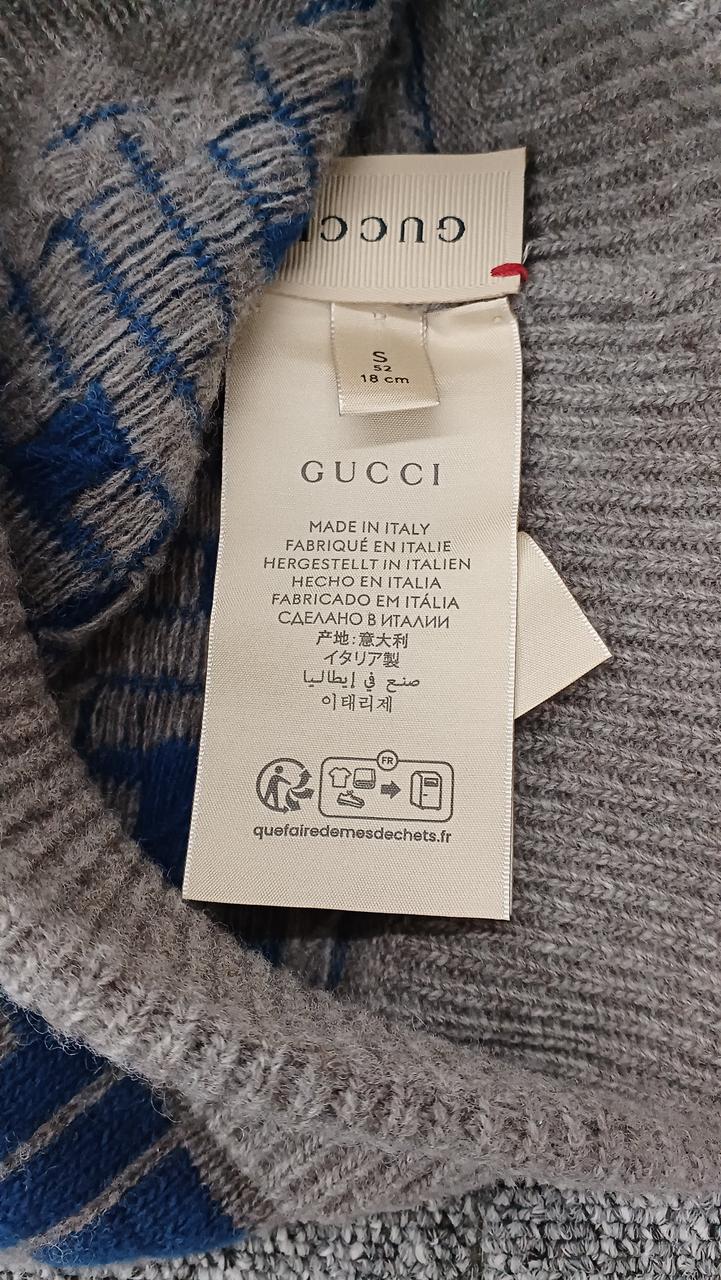 GUCCI
S
52
18 cm
GUCCI
MADE IN ITALY
FABRIQUÉ EN ITALIE
HERGESTELLT IN ITALIEN
HECHO EN ITALIA
FABRICADO EM ITÁLIA
СДЕЛАНО В ИТАЛИИ
产地:意大利
イタリア製
صنع في إيطاليا
이태리제
FR
quefairedemesdechets.fr